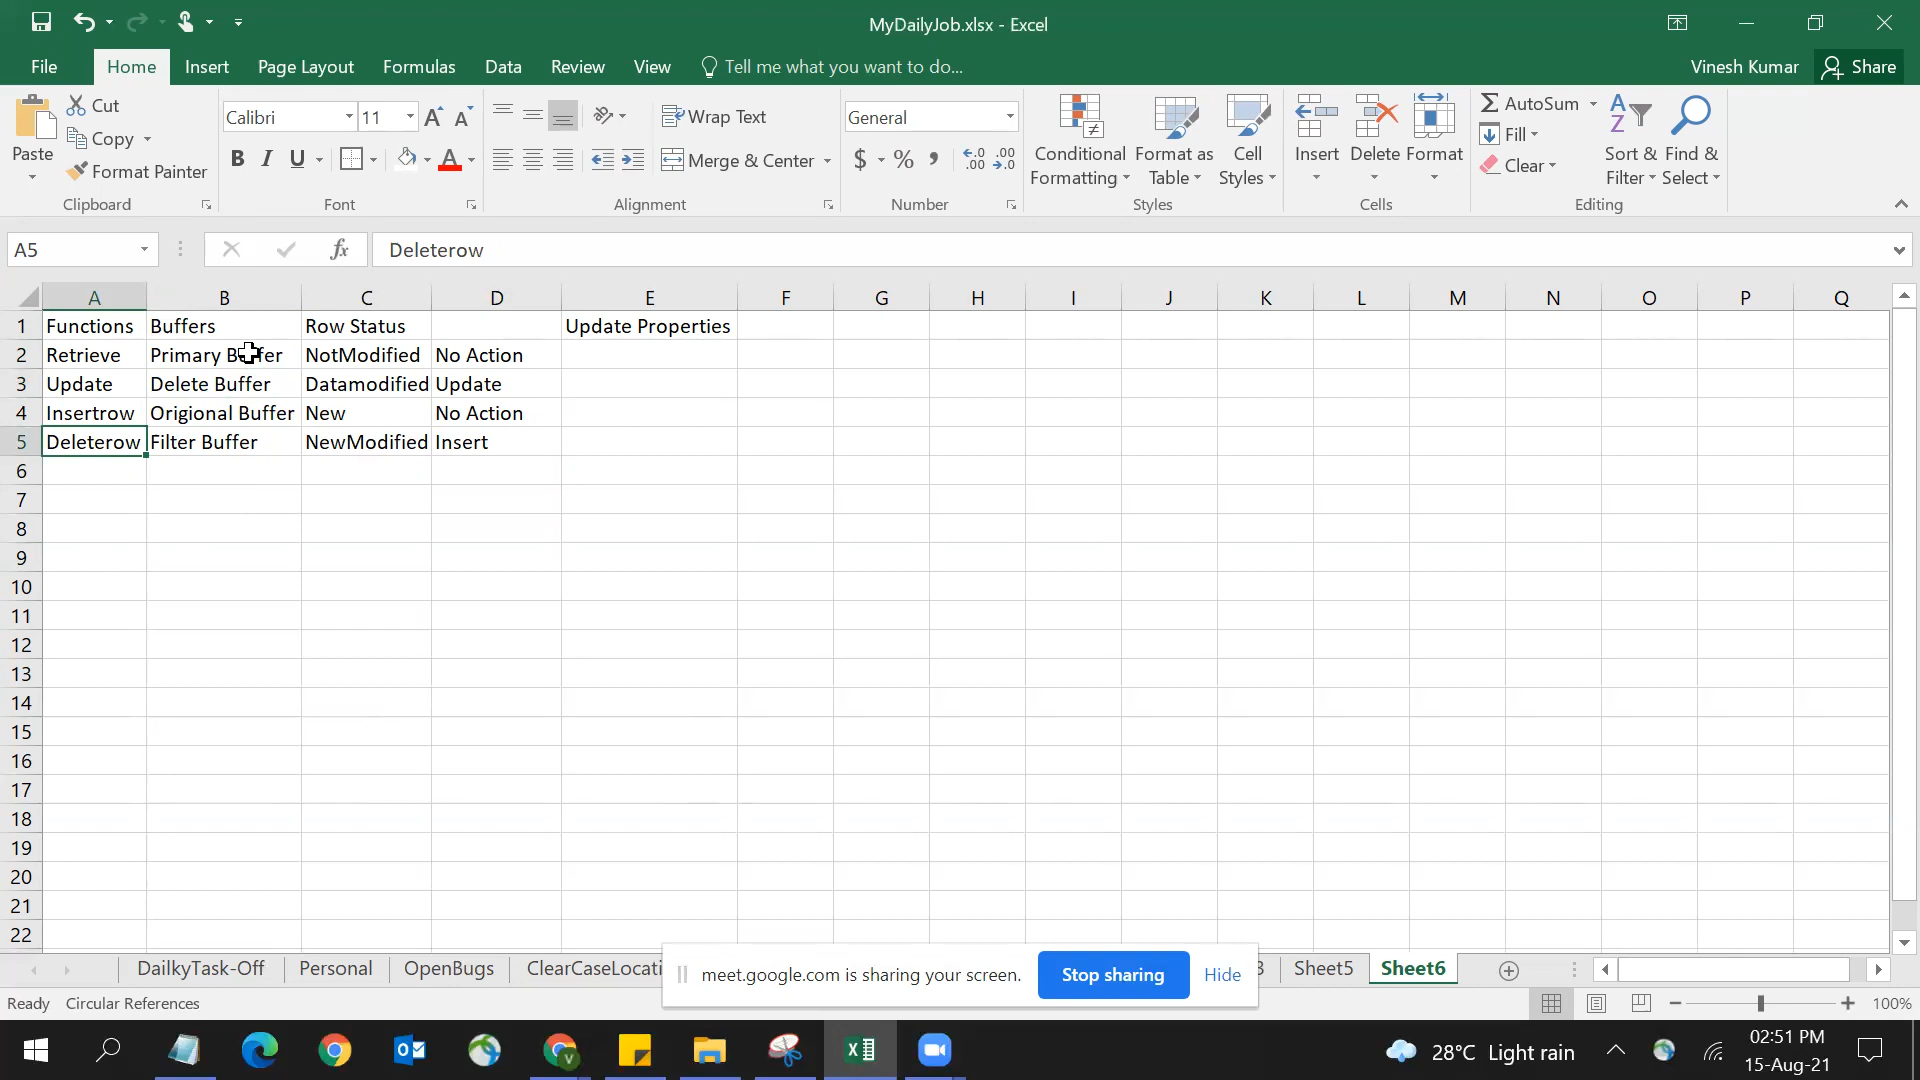 MyDailyJob.xlsx - Excel
File Home Insert Page Layout Formulas Data Review View Tell me what you want to do... Vinesh Kumar Share
Paste
Cut
Copy
Format Painter
Clipboard
Calibri 11
B I U
Font
Wrap Text
Merge & Center
Alignment
General
$ % ,
Number
Conditional Formatting
Format as Table
Cell Styles
Styles
Insert Delete Format
Cells
AutoSum
Fill
Clear
Sort & Filter
Find & Select
Editing
A5 fx Deleterow
A B C D E F G H I J K L M N O P Q
1 Functions Buffers Row Status Update Properties
2 Retrieve Primary Buffer NotModified No Action
3 Update Delete Buffer Datamodified Update
4 Insertrow Origional Buffer New No Action
5 Deleterow Filter Buffer NewModified Insert
6
7
8
9
10
11
12
13
14
15
16
17
18
19
20
21
22
DailkyTask-Off Personal OpenBugs ClearCaseLocati 3 Sheet5 Sheet6
meet.google.com is sharing your screen. Stop sharing Hide
Ready Circular References 100%
28°C Light rain
02:51 PM
15-Aug-21